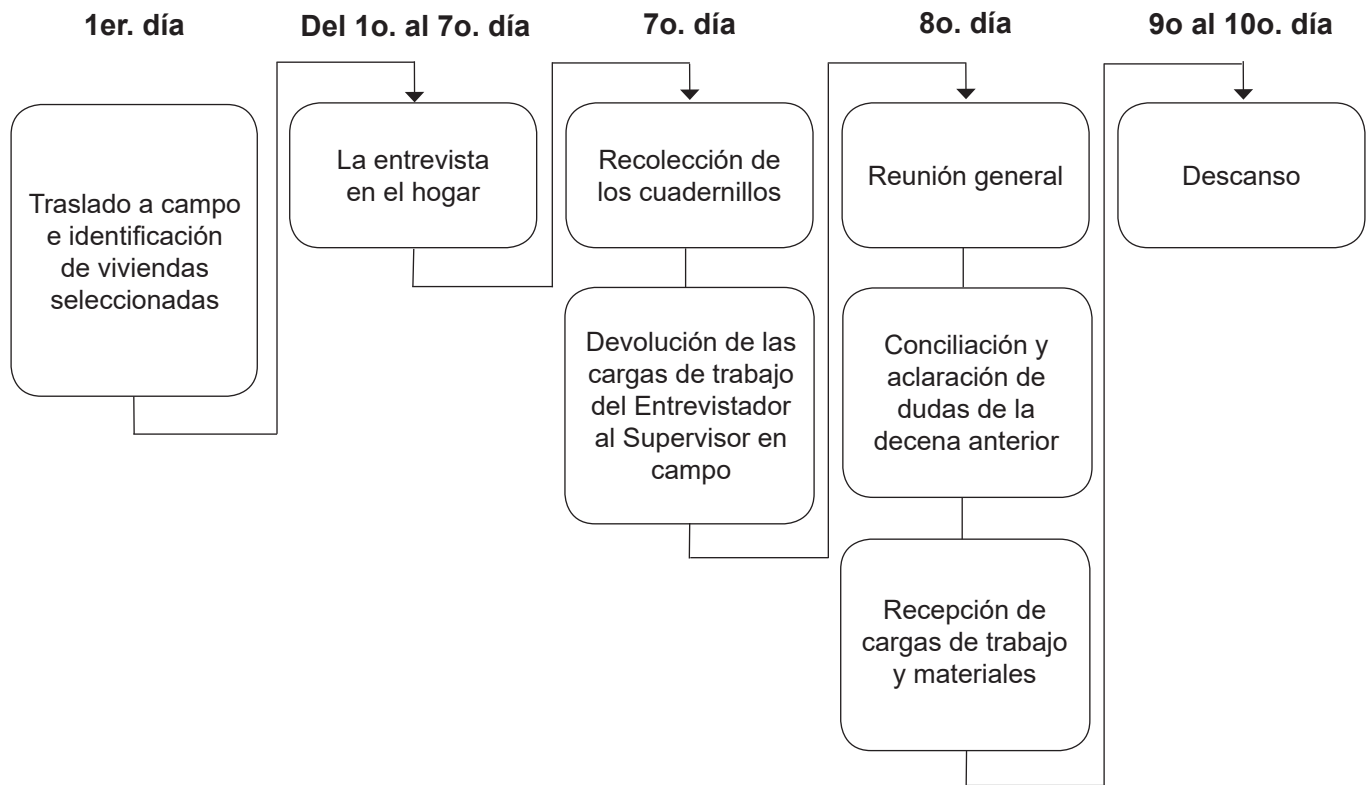 1er. día
Del 1o. al 7o. día
7o. día
8o. día
9o al 10o. día
Traslado a campo
e identificación
de viviendas
seleccionadas
La entrevista
en el hogar
Recolección de
los cuadernillos
Devolución de las
cargas de trabajo
del Entrevistador
al Supervisor en
campo
Reunión general
Conciliación y
aclaración de
dudas de la
decena anterior
Recepción de
cargas de trabajo
y materiales
Descanso